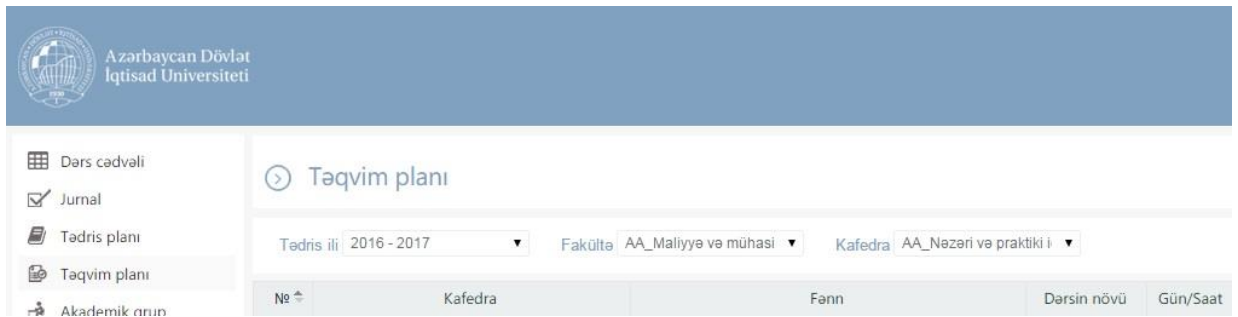 Azərbaycan Dövlət
İqtisad Universiteti
1930
Dərs cədvəli
Jurnal
Tədris planı
Təqvim planı
Akademik qrup
Təqvim planı
Tədris ili 2016 - 2017 Fakültə AA_Maliyyə və mühasi Kafedra AA_Nəzəri və praktiki i
№ Kafedra Fənn Dərsin növü Gün/Saat